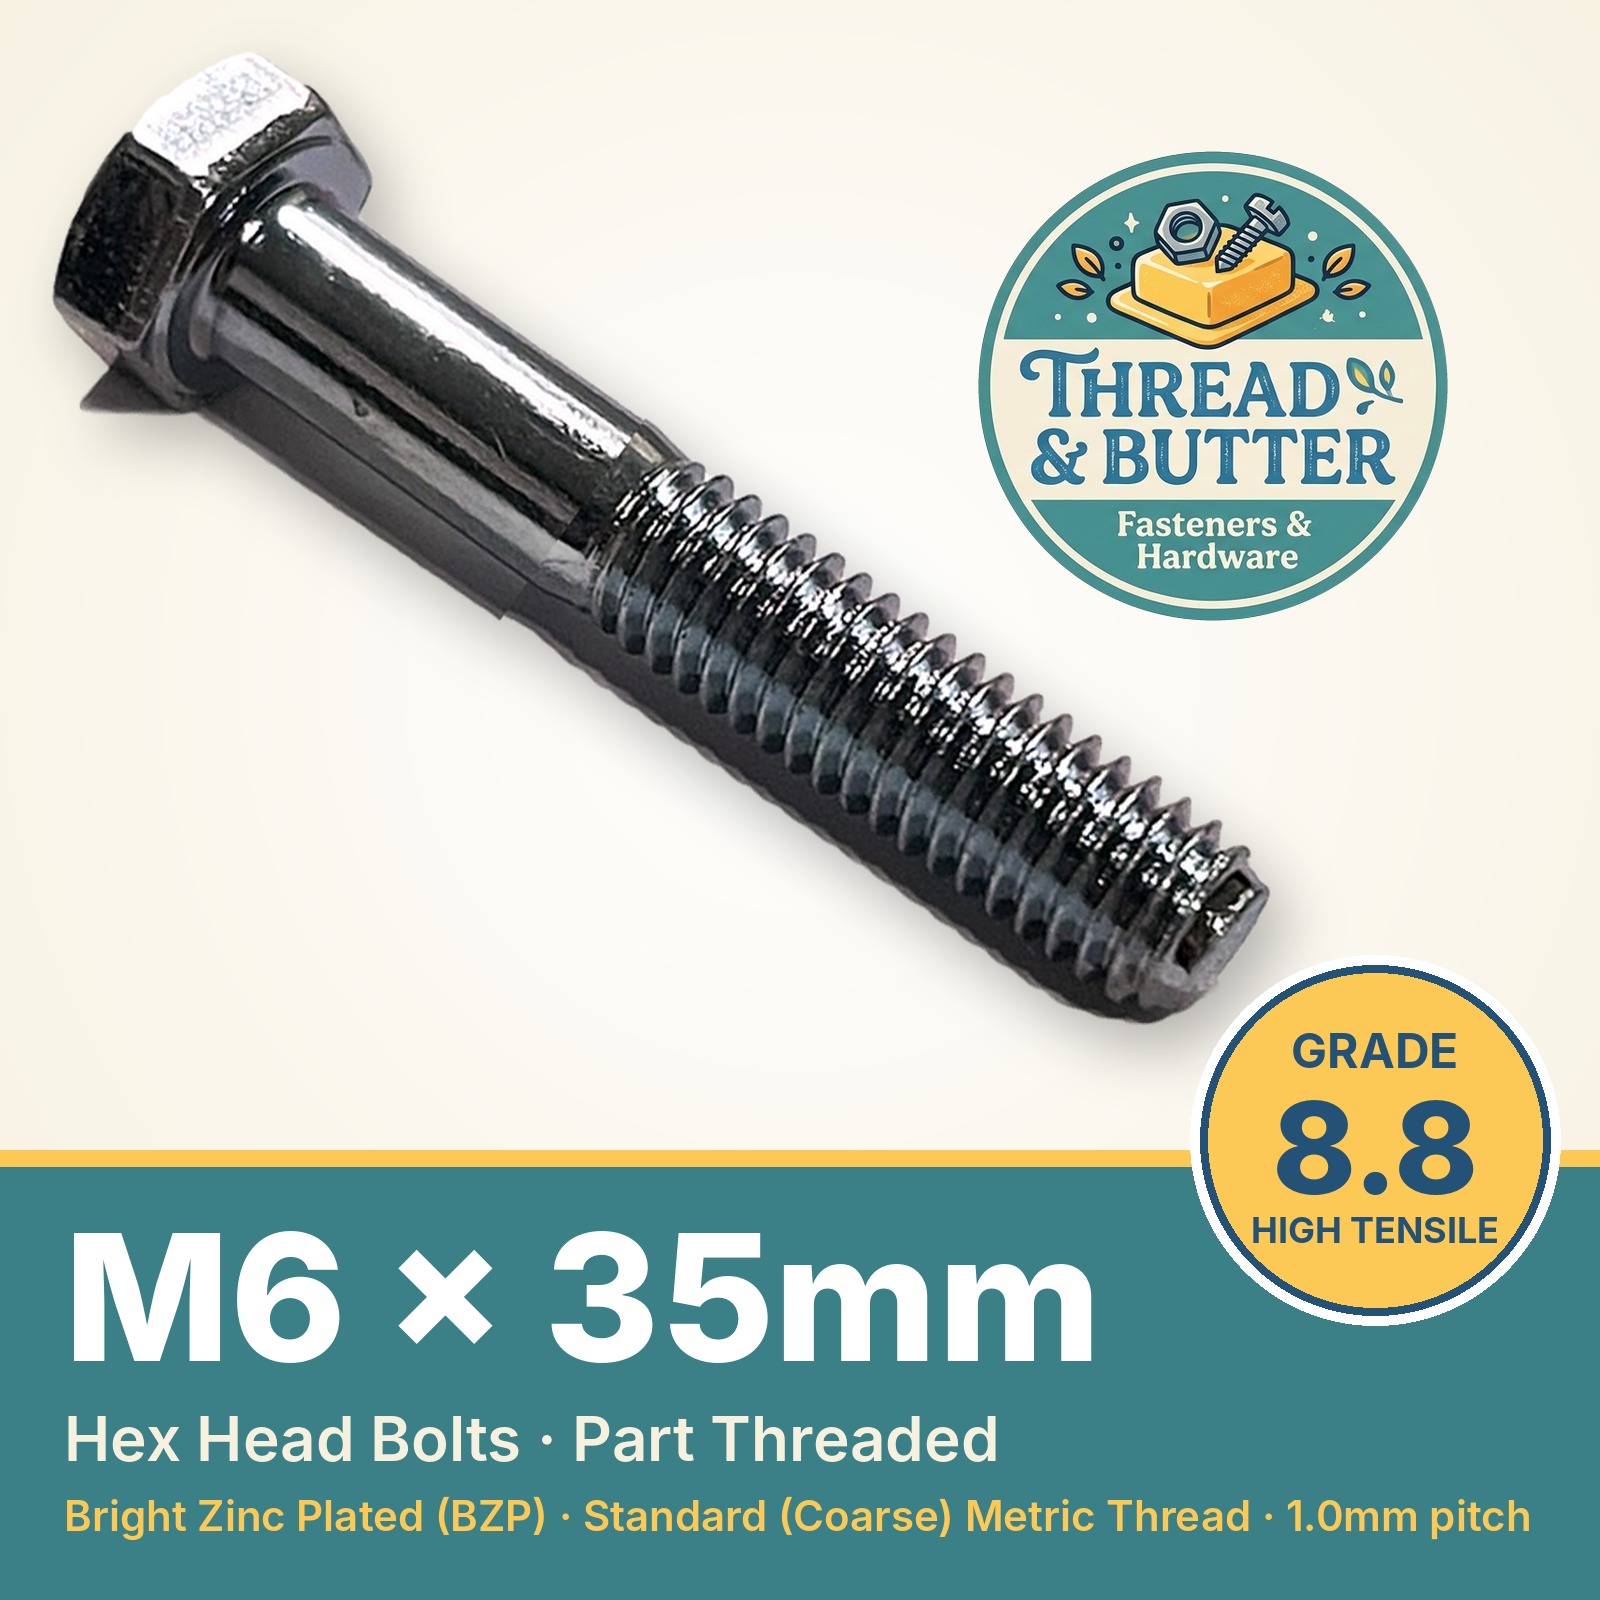 THREAD
& BUTTER
Fasteners &
Hardware
GRADE
8.8
HIGH TENSILE
M6 × 35mm
Hex Head Bolts · Part Threaded
Bright Zinc Plated (BZP) · Standard (Coarse) Metric Thread · 1.0mm pitch